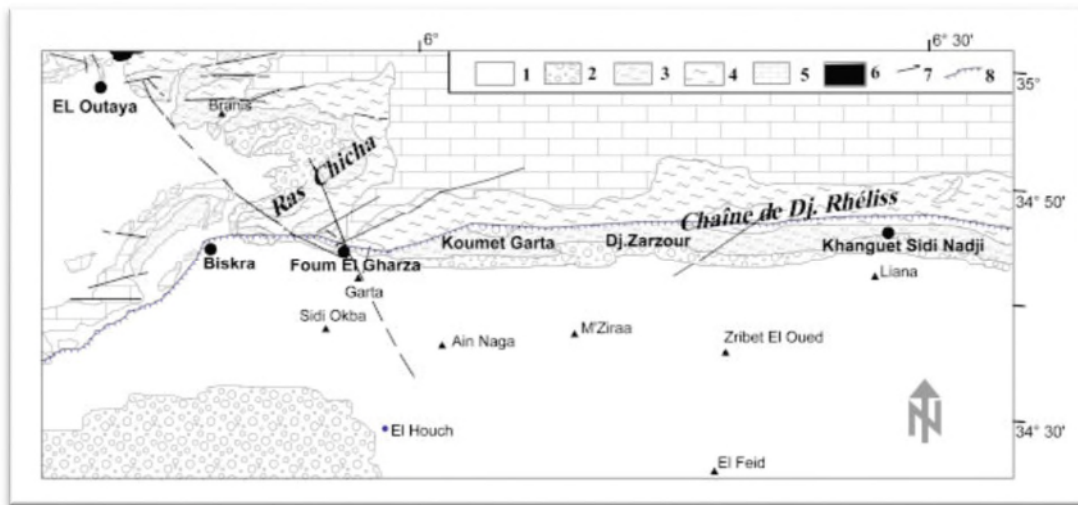 6° 6° 30'
1 2 3 4 5 6 7 8
35°
EL Outaya
Branis
Ras Chicha
34° 50'
Chaîne de Dj. Rhéliss
Koumet Garta
Dj.Zarzour
Khanguet Sidi Nadji
Biskra
Foum El Gharza
Liana
Garta
Sidi Okba
Ain Naga
M'Ziraa
Zribet El Oued
N
El Houch
34° 30'
El Feid